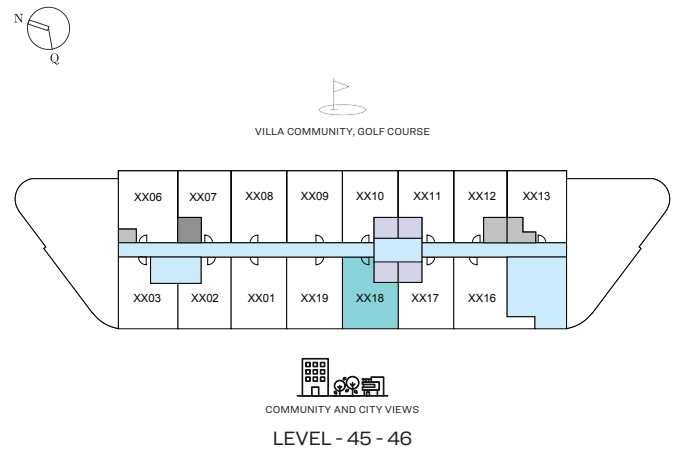 N
Q
VILLA COMMUNITY, GOLF COURSE
XX06 XX07 XX08 XX09 XX10 XX11 XX12 XX13
XX03 XX02 XX01 XX19 XX18 XX17 XX16
COMMUNITY AND CITY VIEWS
LEVEL - 45 - 46